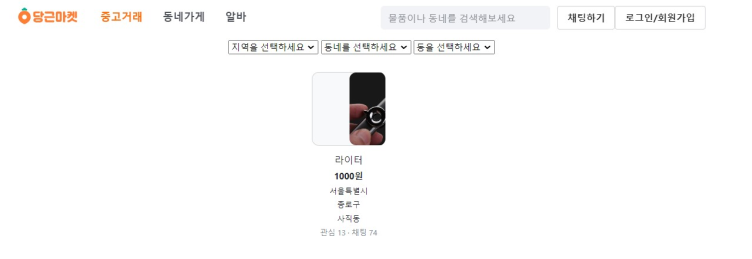 당근마켓 중고거래 동네가게 알바 물품이나 동네를 검색해보세요 채팅하기 로그인/회원가입
지역을 선택하세요 동네를 선택하세요 동을 선택하세요
라이터
1000원
서울특별시
종로구
사직동
관심 13 · 채팅 74